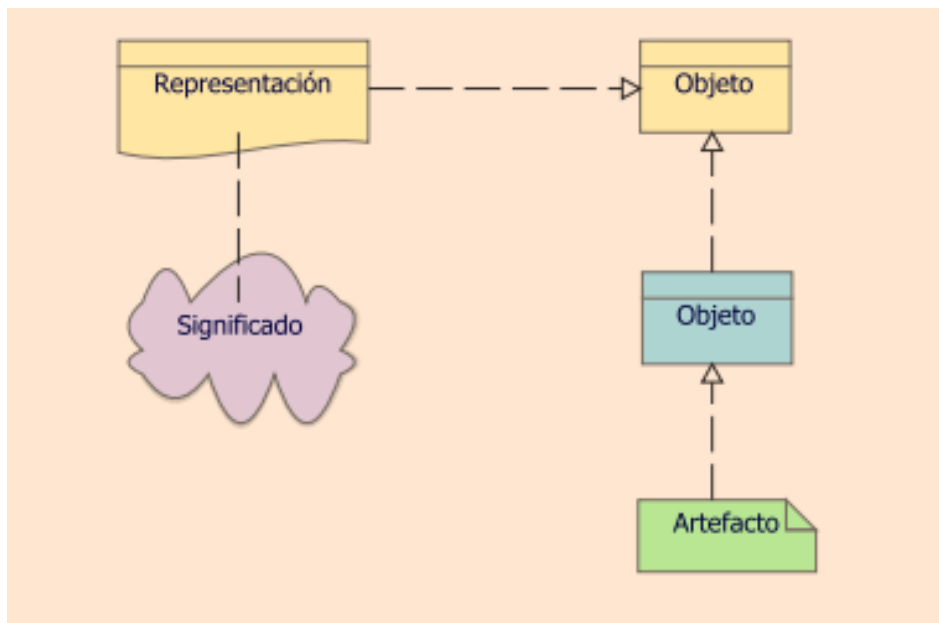 Representación
Objeto
Significado
Objeto
Artefacto